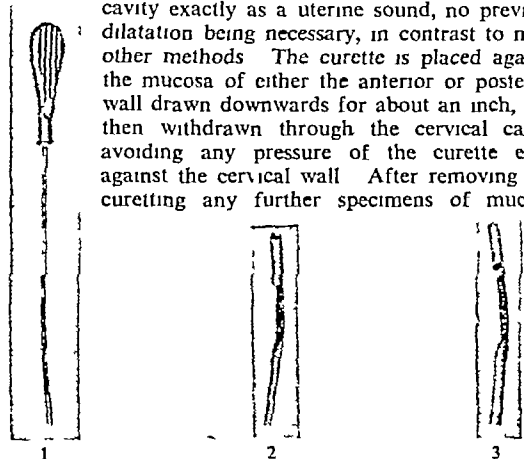 cavity exactly as a uterine sound, no previ
dilatation being necessary, in contrast to m
other methods The curette is placed aga
the mucosa of either the anterior or poste
wall drawn downwards for about an inch,
then withdrawn through the cervical ca
avoiding any pressure of the curette e
against the cervical wall After removing
curetting any further specimens of muc
1
2
3